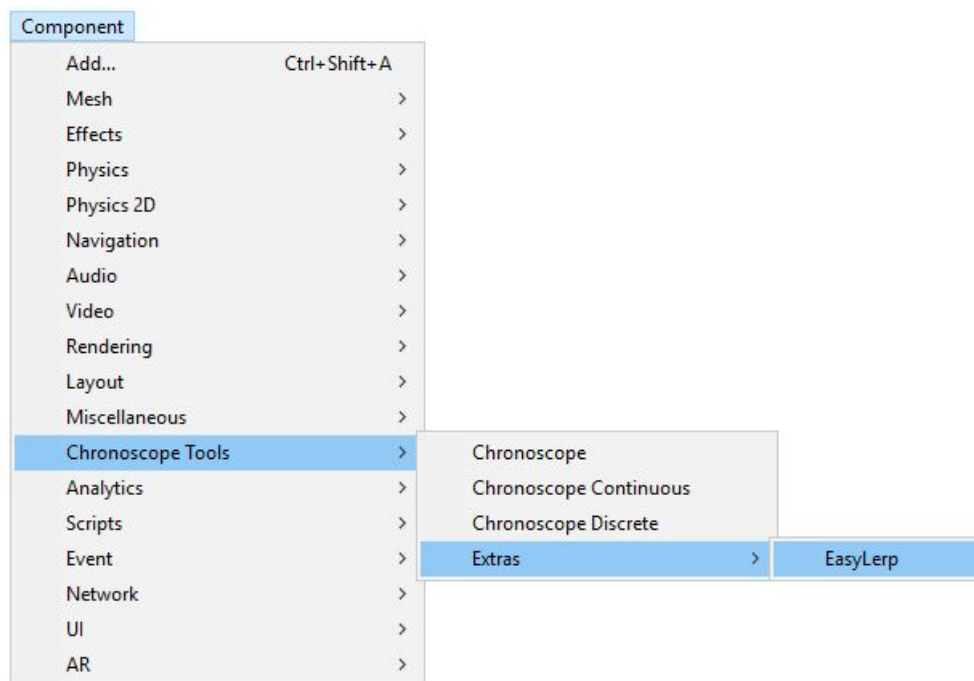 Component
Add... Ctrl+Shift+A
Mesh >
Effects >
Physics >
Physics 2D >
Navigation >
Audio >
Video >
Rendering >
Layout >
Miscellaneous >
Chronoscope Tools > Chronoscope
Analytics > Chronoscope Continuous
Scripts > Chronoscope Discrete
Event > Extras > EasyLerp
Network >
UI >
AR >